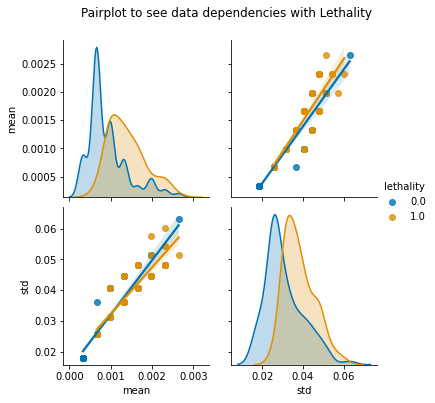 Pairplot to see data dependencies with Lethality
0.0025
0.0020
0.0015
0.0010
0.0005
mean
lethality
0.0
1.0
0.06
0.05
0.04
0.03
0.02
std
0.000 0.001 0.002 0.003
mean
0.02 0.04 0.06
std